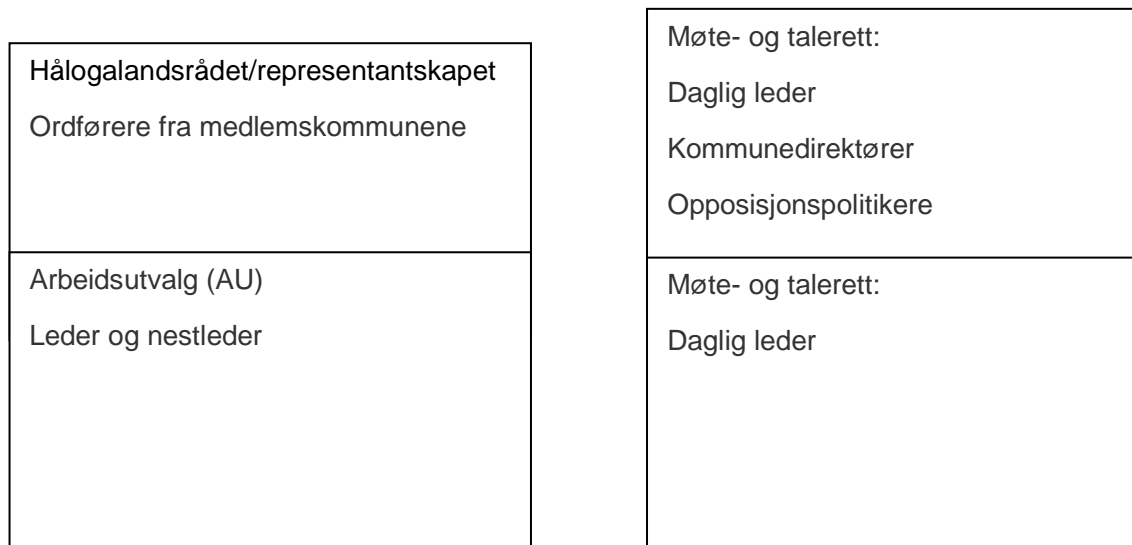 Hålogalandsrådet/representantskapet
Ordførere fra medlemskommunene
Møte- og talerett:
Daglig leder
Kommunedirektører
Opposisjonspolitikere
Arbeidsutvalg (AU)
Leder og nestleder
Møte- og talerett:
Daglig leder